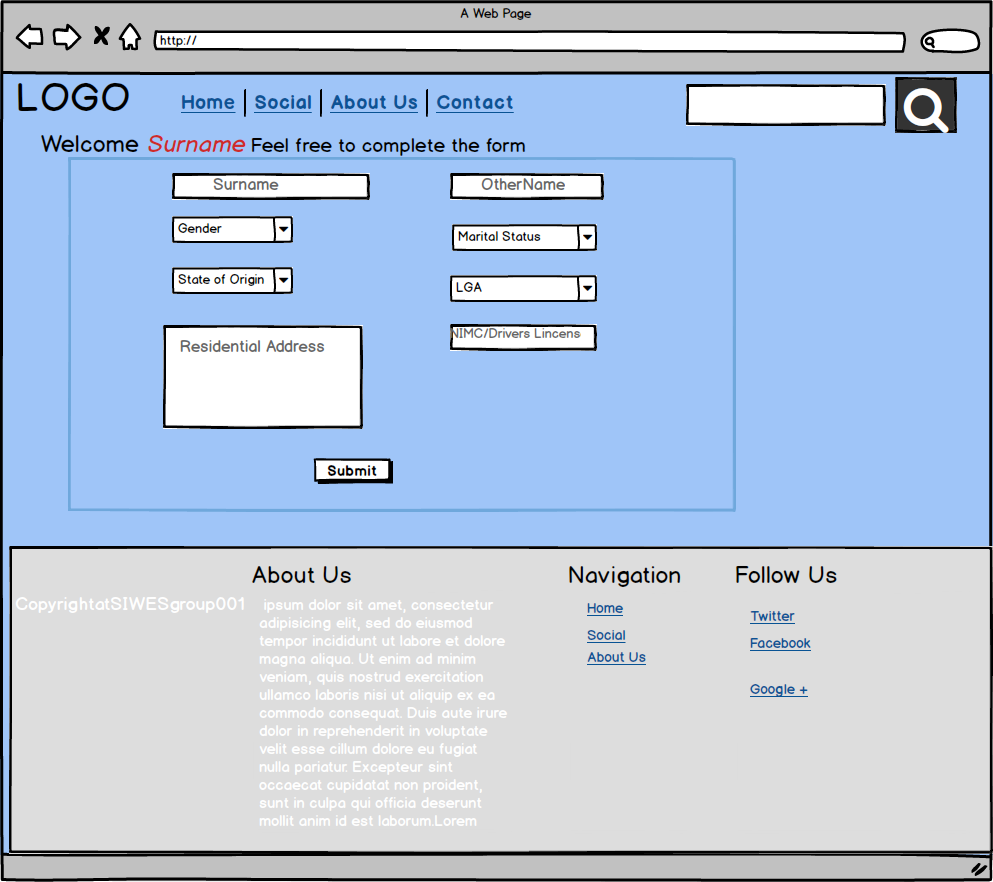 A Web Page
http://
LOGO
Home | Social | About Us | Contact
Welcome Surname Feel free to complete the form
Surname
OtherName
Gender
Marital Status
State of Origin
LGA
NIMC/Drivers Lincens
Residential Address
Submit
CopyrightatSIWESgroup001
About Us
ipsum dolor sit amet, consectetur
adipisicing elit, sed do eiusmod
tempor incididunt ut labore et dolore
magna aliqua. Ut enim ad minim
veniam, quis nostrud exercitation
ullamco laboris nisi ut aliquip ex ea
commodo consequat. Duis aute irure
dolor in reprehenderit in voluptate
velit esse cillum dolore eu fugiat
nulla pariatur. Excepteur sint
occaecat cupidatat non proident,
sunt in culpa qui officia deserunt
mollit anim id est laborum.Lorem
Navigation
Home
Social
About Us
Follow Us
Twitter
Facebook
Google +